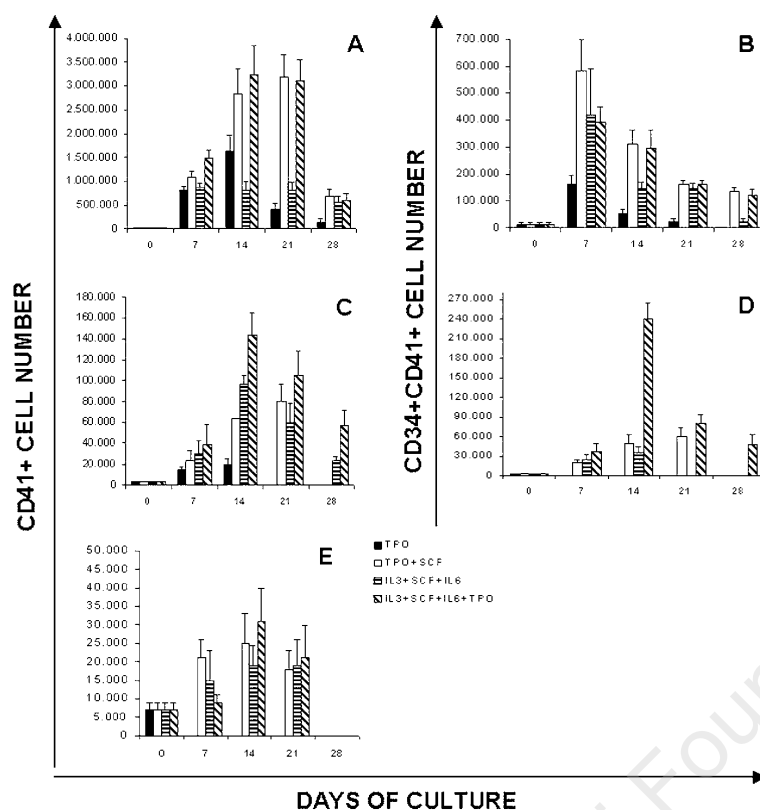 A
4.000.000
3.500.000
3.000.000
2.500.000
2.000.000
1.500.000
1.000.000
500.000
0
0 7 14 21 28
B
700.000
600.000
500.000
400.000
300.000
200.000
100.000
0
0 7 14 21 28
C
180.000
160.000
140.000
120.000
100.000
80.000
60.000
40.000
20.000
0
0 7 14 21 28
D
270.000
240.000
210.000
180.000
150.000
120.000
90.000
60.000
30.000
0
0 7 14 21 28
E
50.000
45.000
40.000
35.000
30.000
25.000
20.000
15.000
10.000
5.000
0
0 7 14 21 28
TPO
TPO+SCF
IL3+SCF+IL6
IL3+SCF+IL6+TPO
CD41+ CELL NUMBER
CD34+CD41+ CELL NUMBER
DAYS OF CULTURE